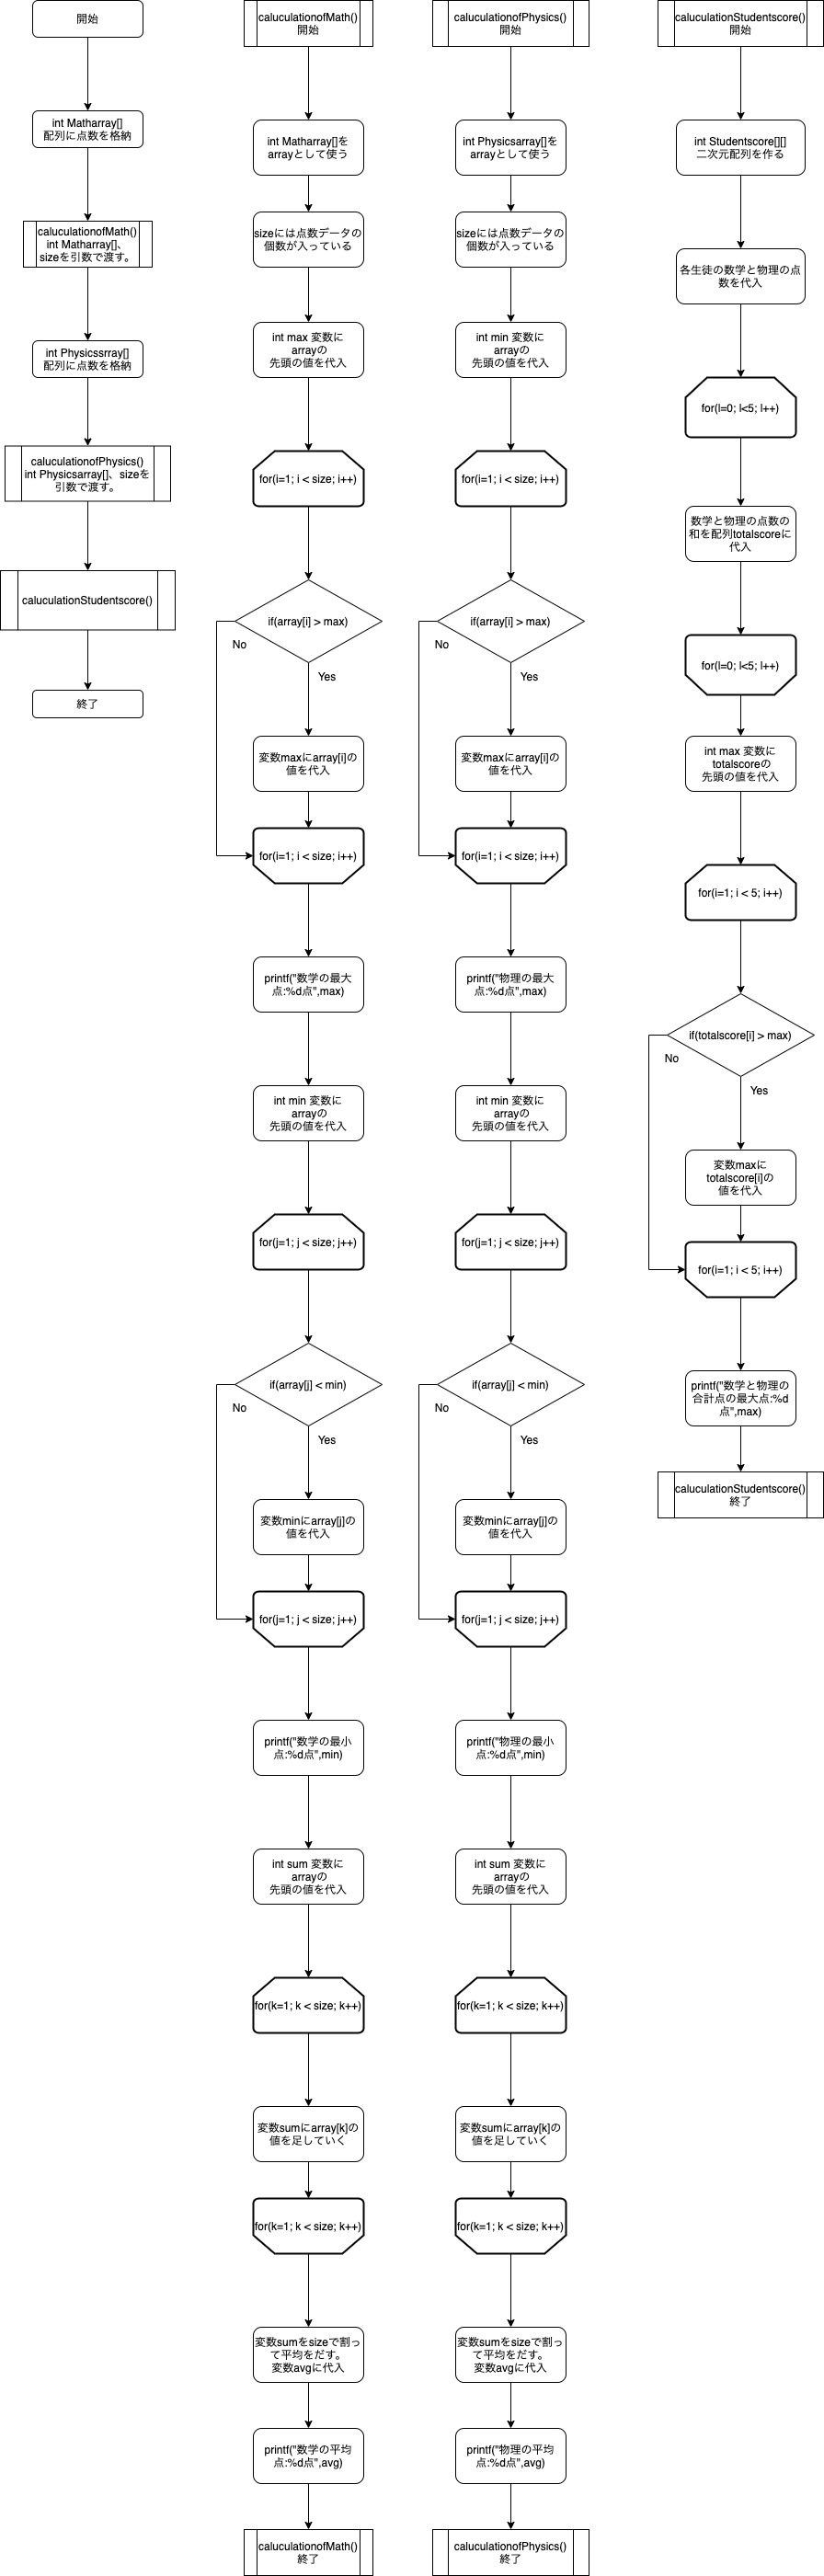 開始
int Matharray[]
配列に点数を格納
caluculationofMath()
int Matharray[]、
sizeを引数で渡す。
int Physicssrray[]
配列に点数を格納
caluculationofPhysics()
int Physicsarray[]、sizeを
引数で渡す。
caluculationStudentscore()
終了
caluculationofMath()
開始
int Matharray[]を
arrayとして使う
sizeには点数データの
個数が入っている
int max 変数に
arrayの
先頭の値を代入
for(i=1; i < size; i++)
if(array[i] > max)
No
Yes
変数maxにarray[i]の
値を代入
for(i=1; i < size; i++)
printf("数学の最大
点:%d点",max)
int min 変数に
arrayの
先頭の値を代入
for(j=1; j < size; j++)
if(array[j] < min)
No
Yes
変数minにarray[j]の
値を代入
for(j=1; j < size; j++)
printf("数学の最小
点:%d点",min)
int sum 変数に
arrayの
先頭の値を代入
for(k=1; k < size; k++)
変数sumにarray[k]の
値を足していく
for(k=1; k < size; k++)
変数sumをsizeで割っ
て平均をだす。
変数avgに代入
printf("数学の平均
点:%d点",avg)
caluculationofMath()
終了
caluculationofPhysics()
開始
int Physicsarray[]を
arrayとして使う
sizeには点数データの
個数が入っている
int min 変数に
arrayの
先頭の値を代入
for(i=1; i < size; i++)
if(array[i] > max)
No
Yes
変数maxにarray[i]の
値を代入
for(i=1; i < size; i++)
printf("物理の最大
点:%d点",max)
int min 変数に
arrayの
先頭の値を代入
for(j=1; j < size; j++)
if(array[j] < min)
No
Yes
変数minにarray[j]の
値を代入
for(j=1; j < size; j++)
printf("物理の最小
点:%d点",min)
int sum 変数に
arrayの
先頭の値を代入
for(k=1; k < size; k++)
変数sumにarray[k]の
値を足していく
for(k=1; k < size; k++)
変数sumをsizeで割っ
て平均をだす。
変数avgに代入
printf("物理の平均
点:%d点",avg)
caluculationofPhysics()
終了
caluculationStudentscore()
開始
int Studentscore[][]
二次元配列を作る
各生徒の数学と物理の点
数を代入
for(l=0; l<5; l++)
数学と物理の点数の
和を配列totalscoreに
代入
for(l=0; l<5; l++)
int max 変数に
totalscoreの
先頭の値を代入
for(i=1; i < 5; i++)
if(totalscore[i] > max)
No
Yes
変数maxに
totalscore[i]の
値を代入
for(i=1; i < 5; i++)
printf("数学と物理の
合計点の最大点:%d
点",max)
caluculationStudentscore()
終了